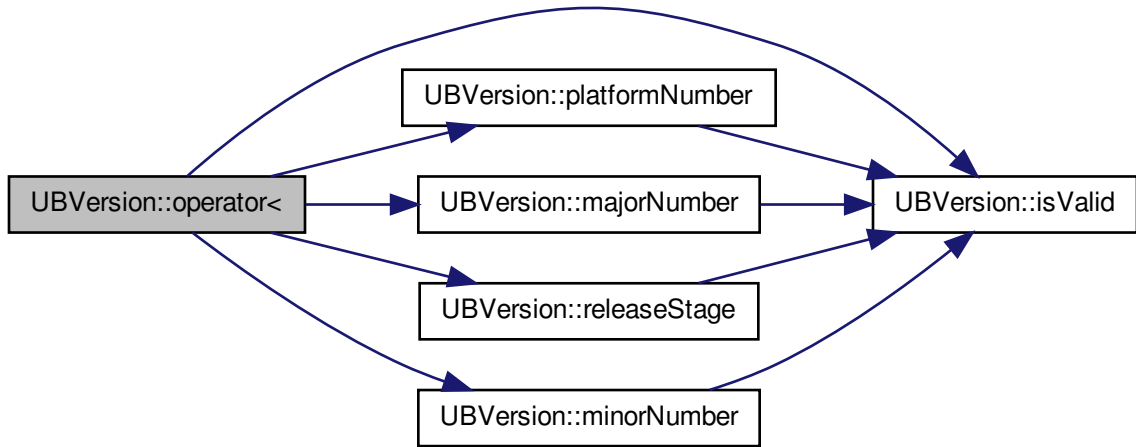 UBVersion::operator<
UBVersion::platformNumber
UBVersion::majorNumber
UBVersion::releaseStage
UBVersion::minorNumber
UBVersion::isValid